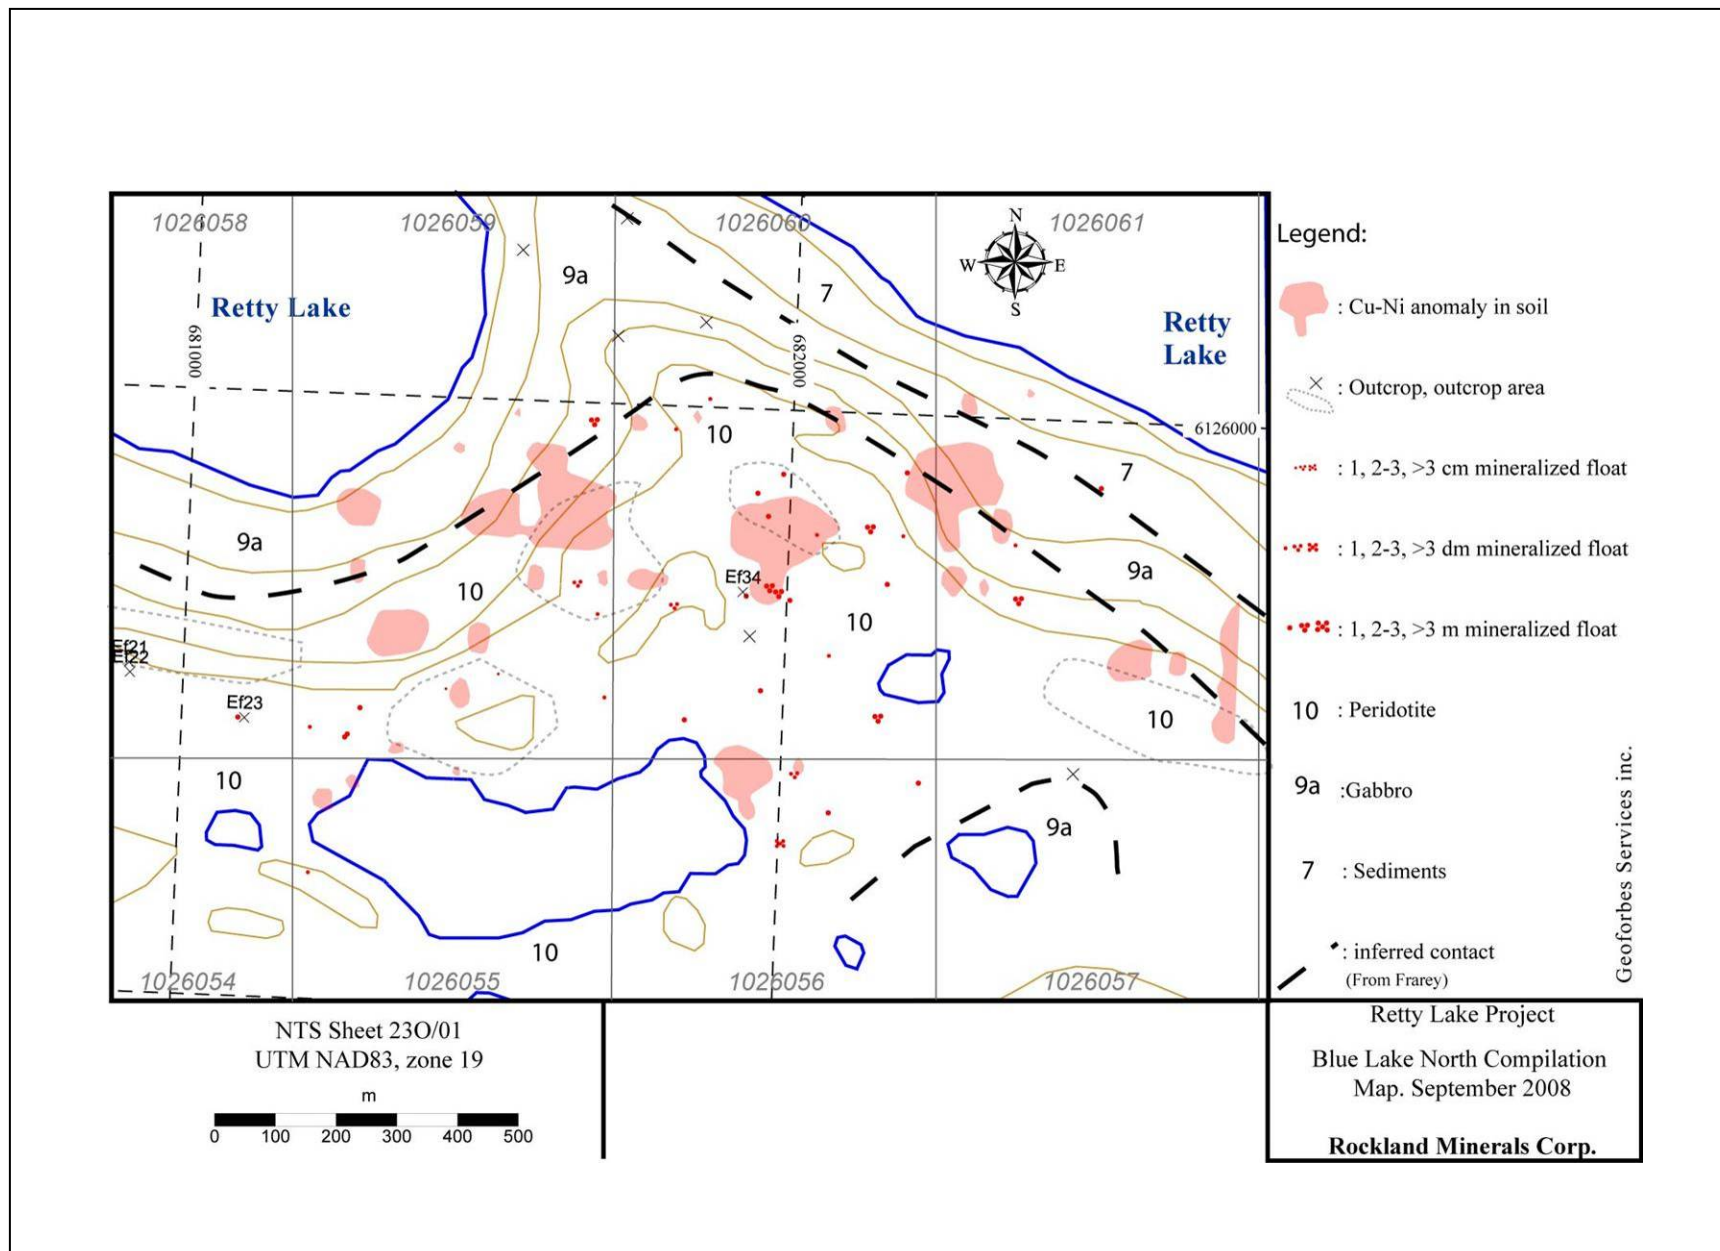 1026058
1026059
1026060
1026061
N
W
E
S
9a
7
Retty Lake
Retty
Lake
681000
682000
6126000
10
7
9a
9a
10
Ef34
10
Ef21
Ef22
Ef23
10
10
9a
10
1026054
1026055
1026056
1026057
Legend:
: Cu-Ni anomaly in soil
: Outcrop, outcrop area
: 1, 2-3, >3 cm mineralized float
: 1, 2-3, >3 dm mineralized float
: 1, 2-3, >3 m mineralized float
10 : Peridotite
9a :Gabbro
7 : Sediments
: inferred contact
(From Frarey)
Geoforbes Services inc.
NTS Sheet 23O/01
UTM NAD83, zone 19
m
0 100 200 300 400 500
Retty Lake Project
Blue Lake North Compilation
Map. September 2008
Rockland Minerals Corp.